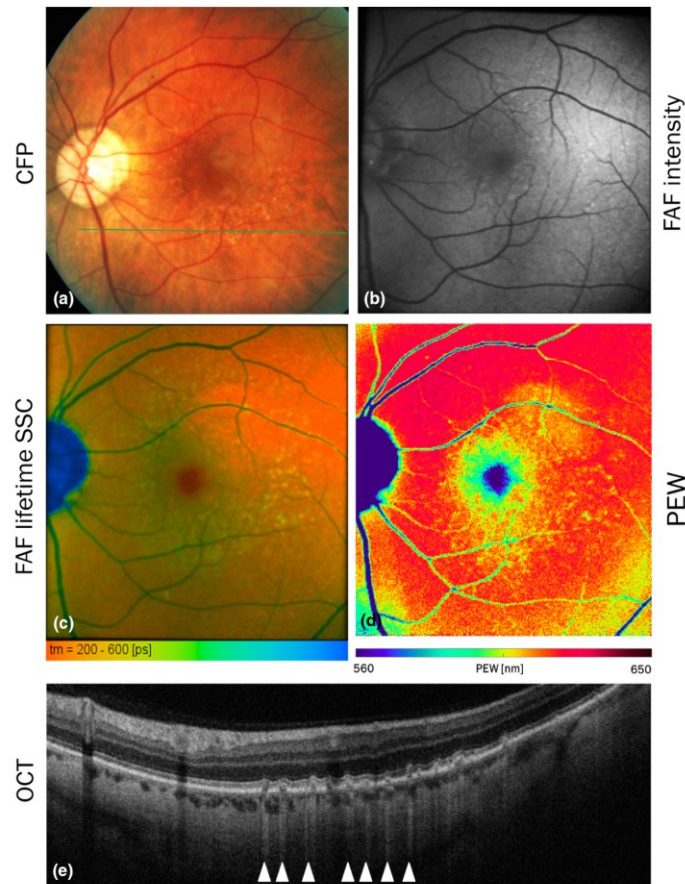 CFP
(a)
FAF intensity
(b)
FAF lifetime SSC
(c)
tm = 200 - 600 [ps]
PEW
(d)
560
PEW [nm]
650
OCT
(e)